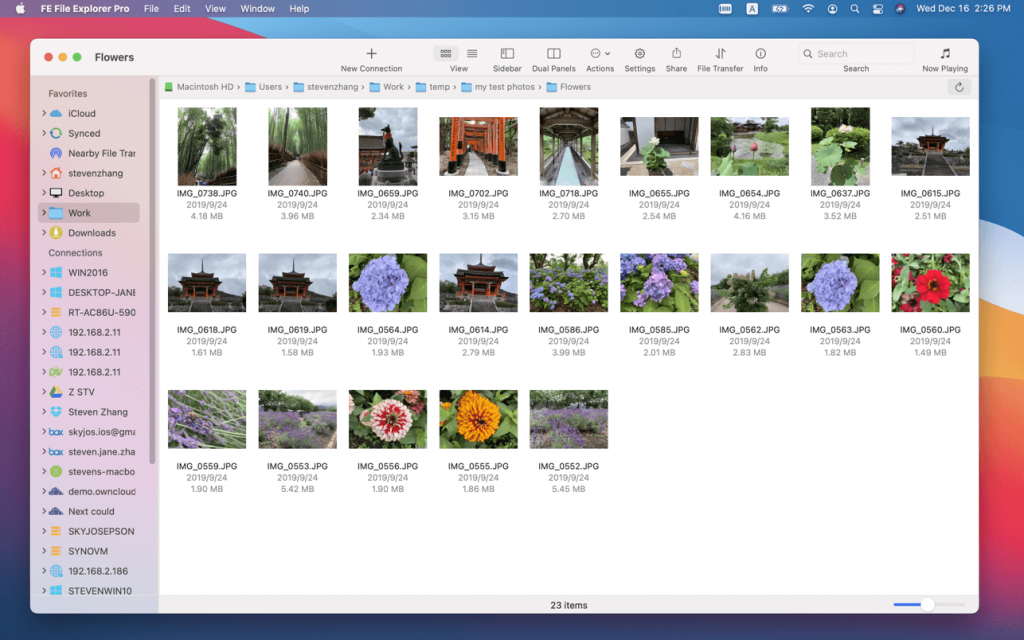 FE File Explorer Pro File Edit View Window Help A Wed Dec 16 2:26 PM
Flowers
New Connection View Sidebar Dual Panels Actions Settings Share File Transfer Info Search Search Now Playing
Macintosh HD › Users › stevenzhang › Work › temp › my test photos › Flowers
Favorites
iCloud
Synced
Nearby File Tran
stevenzhang
Desktop
Work
Downloads
Connections
WIN2016
DESKTOP-JANE
RT-AC86U-590
192.168.2.11
192.168.2.11
192.168.2.11
Z STV
Steven Zhang
skyjos.ios@gma
steven.jane.zha
stevens-macbo
demo.owncloud
Next could
SKYJOSEPSON
SYNOVM
192.168.2.186
STEVENWIN10
IMG_0738.JPG IMG_0740.JPG IMG_0659.JPG IMG_0702.JPG IMG_0718.JPG IMG_0655.JPG IMG_0654.JPG IMG_0637.JPG IMG_0615.JPG
2019/9/24 2019/9/24 2019/9/24 2019/9/24 2019/9/24 2019/9/24 2019/9/24 2019/9/24 2019/9/24
4.18 MB 3.96 MB 2.34 MB 3.15 MB 2.70 MB 2.54 MB 4.16 MB 3.52 MB 2.51 MB
IMG_0618.JPG IMG_0619.JPG IMG_0564.JPG IMG_0614.JPG IMG_0586.JPG IMG_0585.JPG IMG_0562.JPG IMG_0563.JPG IMG_0560.JPG
2019/9/24 2019/9/24 2019/9/24 2019/9/24 2019/9/24 2019/9/24 2019/9/24 2019/9/24 2019/9/24
1.61 MB 1.58 MB 1.93 MB 2.79 MB 3.99 MB 2.01 MB 2.83 MB 1.82 MB 1.49 MB
IMG_0559.JPG IMG_0553.JPG IMG_0556.JPG IMG_0555.JPG IMG_0552.JPG
2019/9/24 2019/9/24 2019/9/24 2019/9/24 2019/9/24
1.90 MB 5.42 MB 1.90 MB 1.86 MB 5.45 MB
23 items